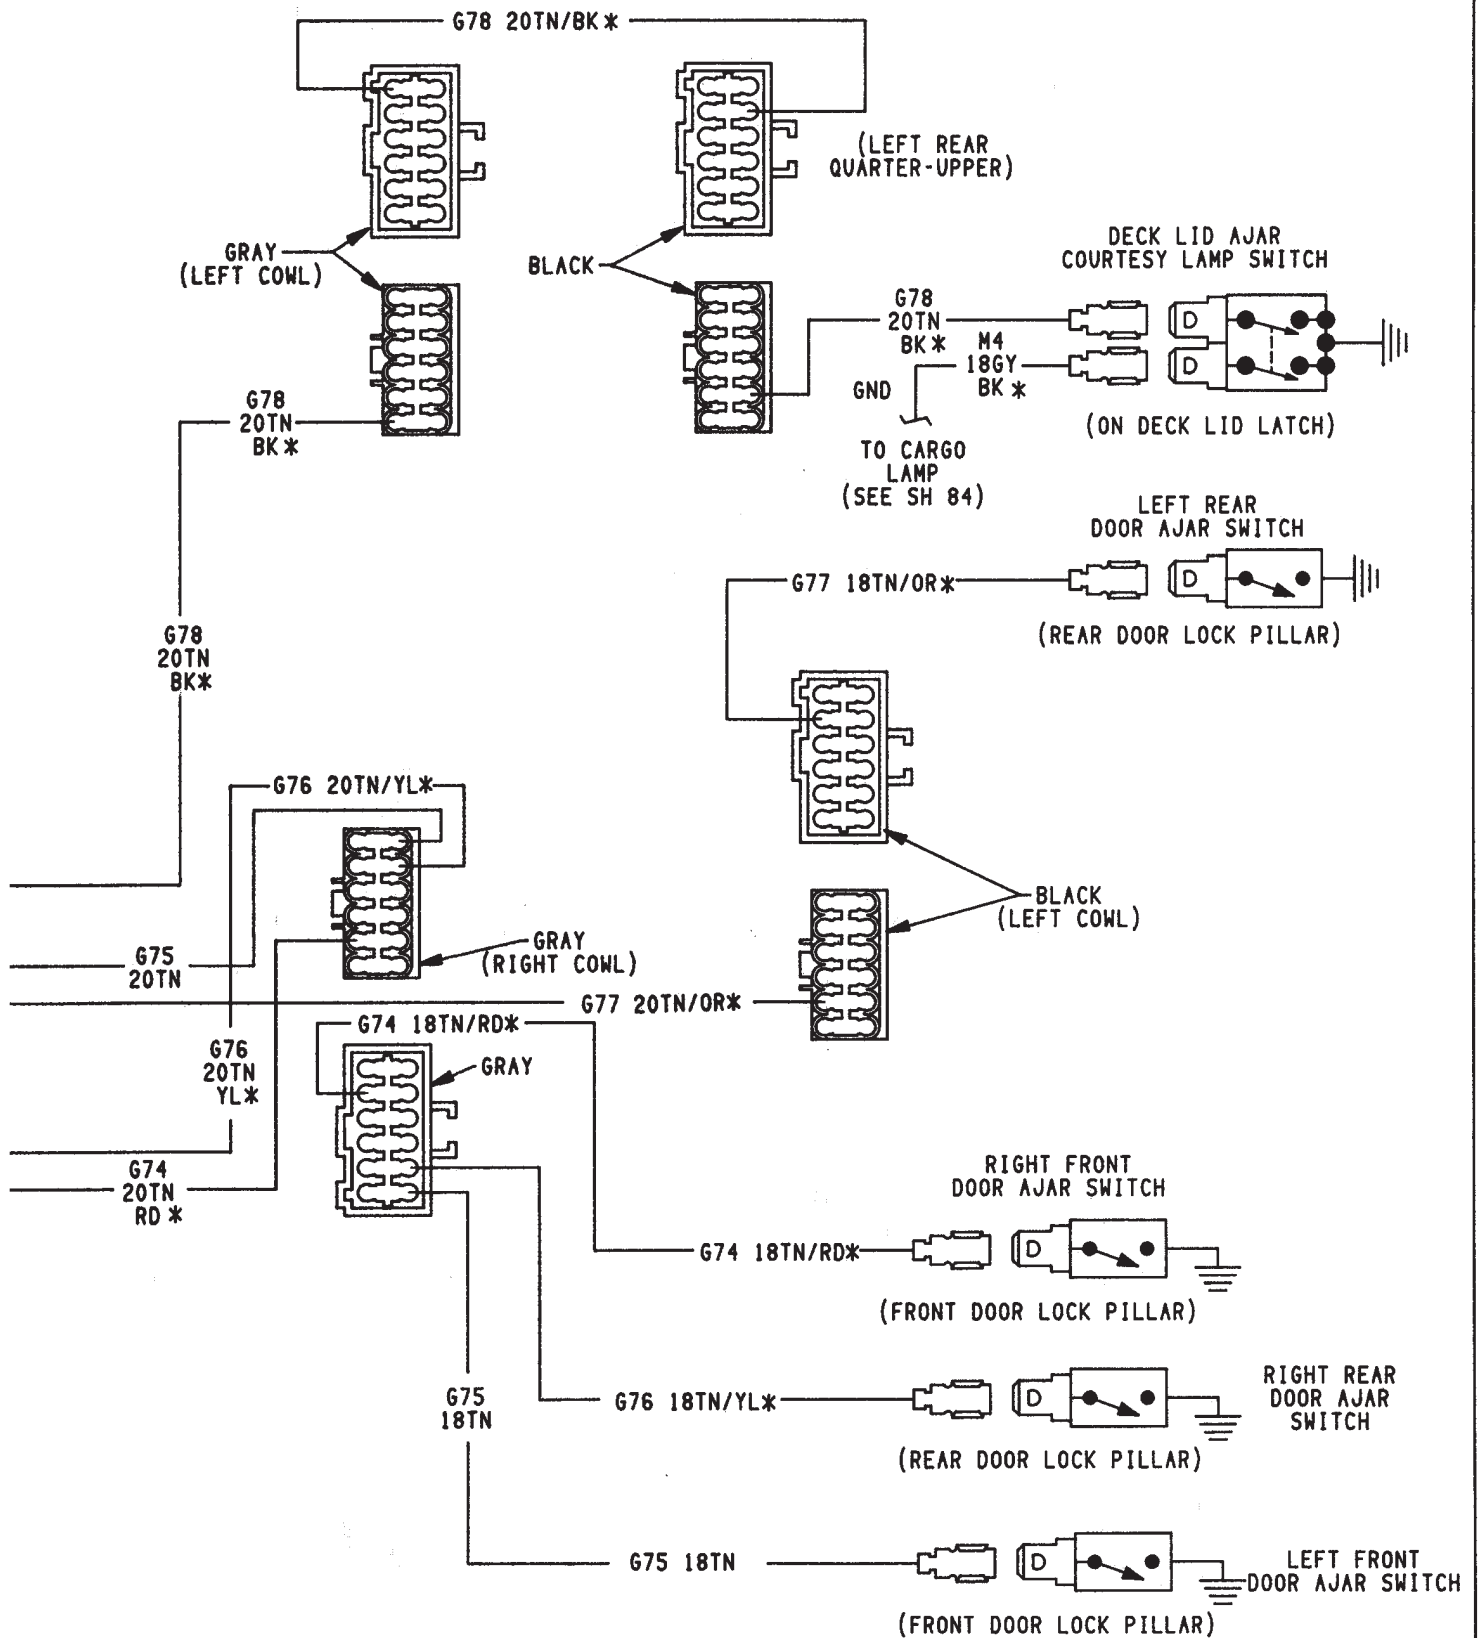 G78 20TN/BK*
(LEFT REAR
QUARTER-UPPER)
GRAY
(LEFT COWL)
BLACK
DECK LID AJAR
COURTESY LAMP SWITCH
G78
20TN
BK*
M4
18GY
BK*
GND
D
D
(ON DECK LID LATCH)
TO CARGO
LAMP
(SEE SH 84)
G78
20TN
BK*
LEFT REAR
DOOR AJAR SWITCH
G77 18TN/OR*
D
(REAR DOOR LOCK PILLAR)
G78
20TN
BK*
G76 20TN/YL*
BLACK
(LEFT COWL)
GRAY
(RIGHT COWL)
G75
20TN
G77 20TN/OR*
G74 18TN/RD*
G76
20TN
YL*
GRAY
G74
20TN
RD*
RIGHT FRONT
DOOR AJAR SWITCH
G74 18TN/RD*
D
(FRONT DOOR LOCK PILLAR)
G75
18TN
G76 18TN/YL*
D
RIGHT REAR
DOOR AJAR
SWITCH
(REAR DOOR LOCK PILLAR)
G75 18TN
D
LEFT FRONT
DOOR AJAR SWITCH
(FRONT DOOR LOCK PILLAR)